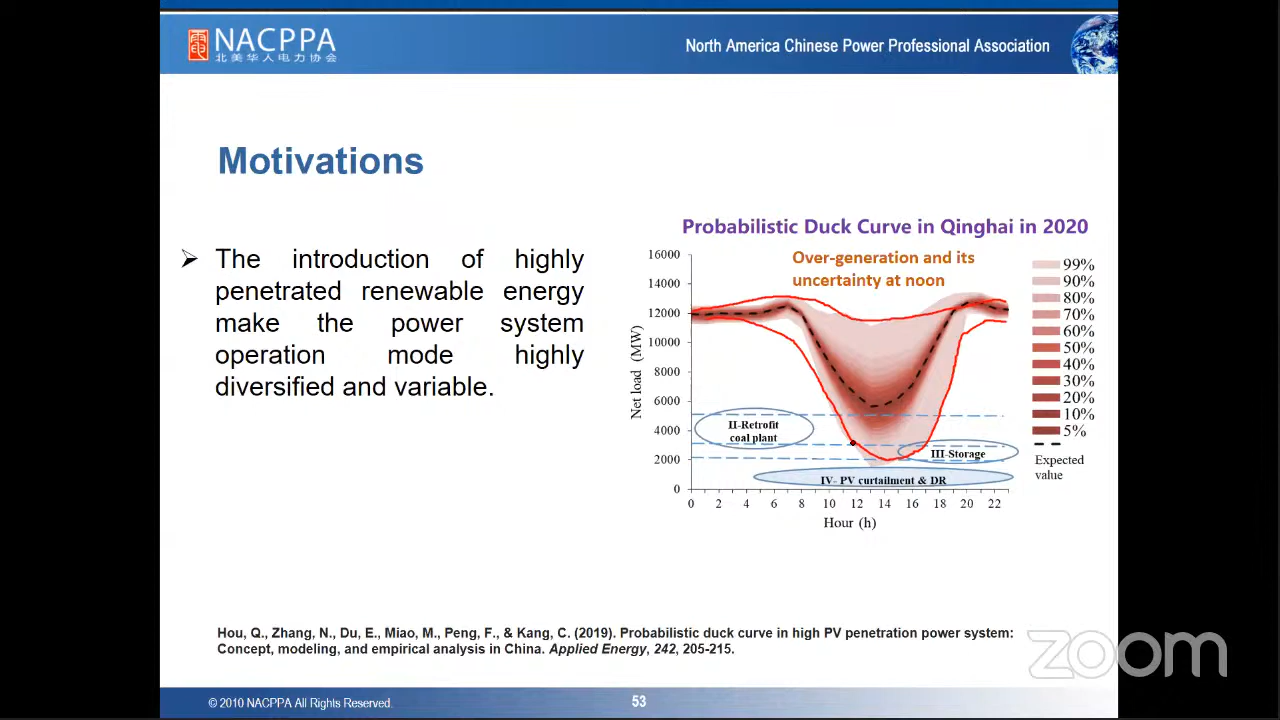 NACPPA
北美华人电力协会
North America Chinese Power Professional Association
Motivations
The introduction of highly
penetrated renewable energy
make the power system
operation mode highly
diversified and variable.
Probabilistic Duck Curve in Qinghai in 2020
Over-generation and its
uncertainty at noon
16000
14000
12000
10000
8000
6000
4000
2000
0
Net load (MW)
II-Retrofit
coal plant
III-Storage
IV- PV curtailment & DR
0 2 4 6 8 10 12 14 16 18 20 22
Hour (h)
99%
90%
80%
70%
60%
50%
40%
30%
20%
10%
5%
Expected
value
Hou, Q., Zhang, N., Du, E., Miao, M., Peng, F., & Kang, C. (2019). Probabilistic duck curve in high PV penetration power system:
Concept, modeling, and empirical analysis in China. Applied Energy, 242, 205-215.
zoom
© 2010 NACPPA All Rights Reserved.
53